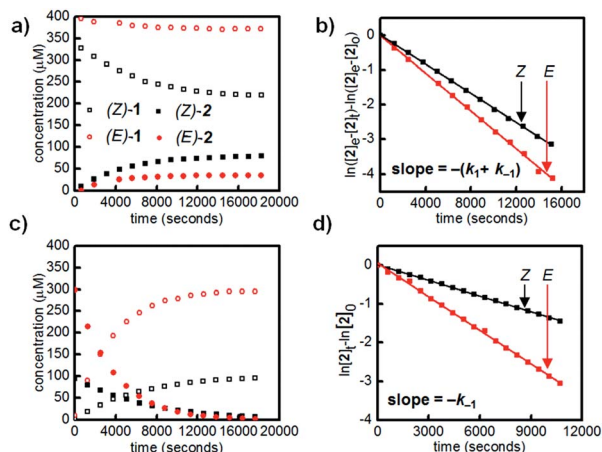 a)
400
350
300
250
200
150
100
50
0
concentration (μM)
(Z)-1 (Z)-2
(E)-1 (E)-2
0 4000 8000 12000 16000 20000
time (seconds)
b)
0
-1
-2
-3
-4
ln([2]e-[2]t)-ln([2]e-[2]0)
Z E
slope = –(k1+ k–1)
0 4000 8000 12000 16000
time (seconds)
c)
400
350
300
250
200
150
100
50
0
concentration (μM)
0 4000 8000 12000 16000 20000
time (seconds)
d)
0
-1
-2
-3
-4
ln[2]t-ln[2]0
Z E
slope = –k–1
0 3000 6000 9000 12000
time (seconds)